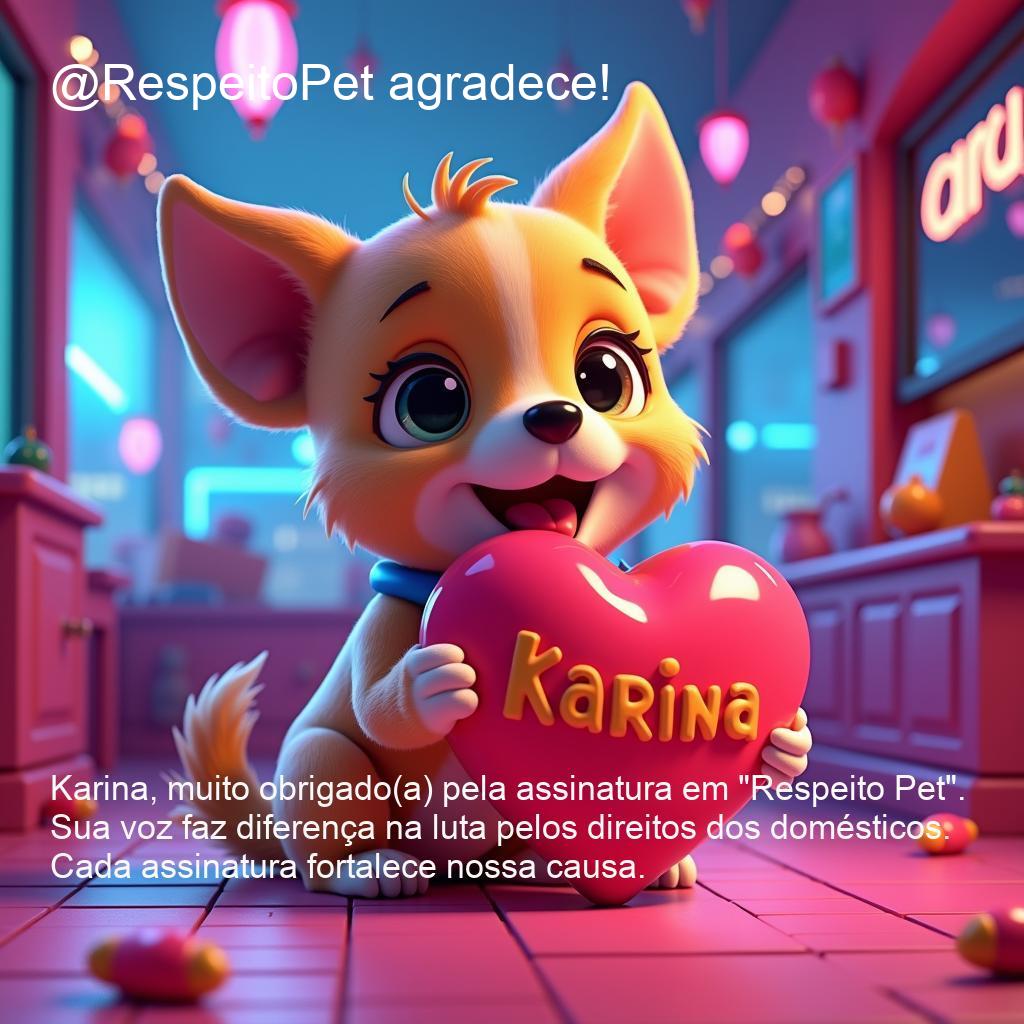 @RespeitoPet agradece!
aru
KARINA
Karina, muito obrigado(a) pela assinatura em "Respeito Pet".
Sua voz faz diferença na luta pelos direitos dos domésticos.
Cada assinatura fortalece nossa causa.